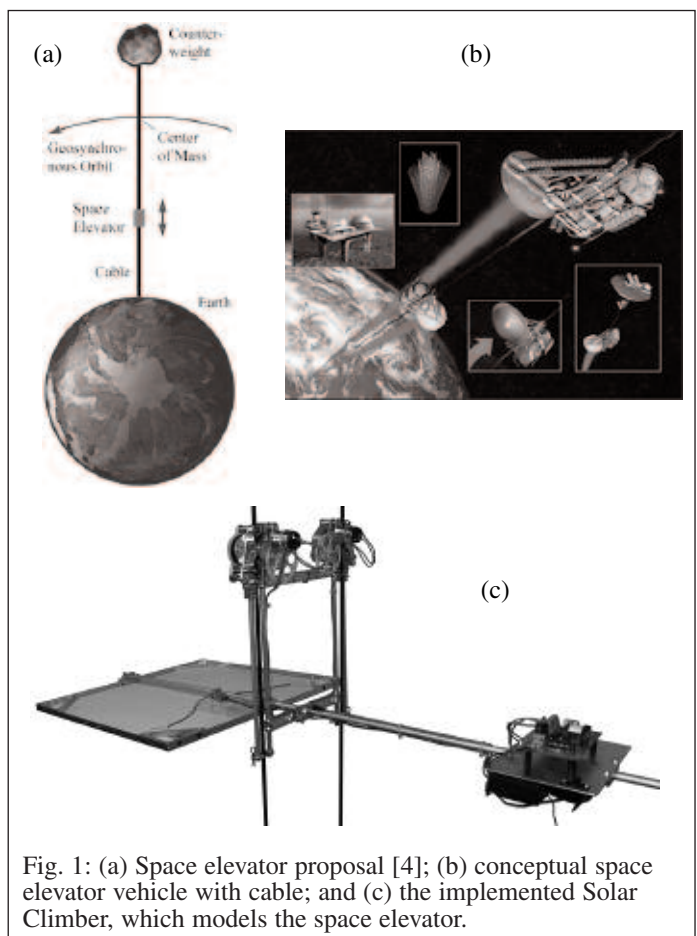 (a)
Counter-
weight
(b)
Geosynchro-
nous Orbit
Center
of Mass
Space
Elevator
Cable
Earth
(c)
Fig. 1: (a) Space elevator proposal [4]; (b) conceptual space
elevator vehicle with cable; and (c) the implemented Solar
Climber, which models the space elevator.